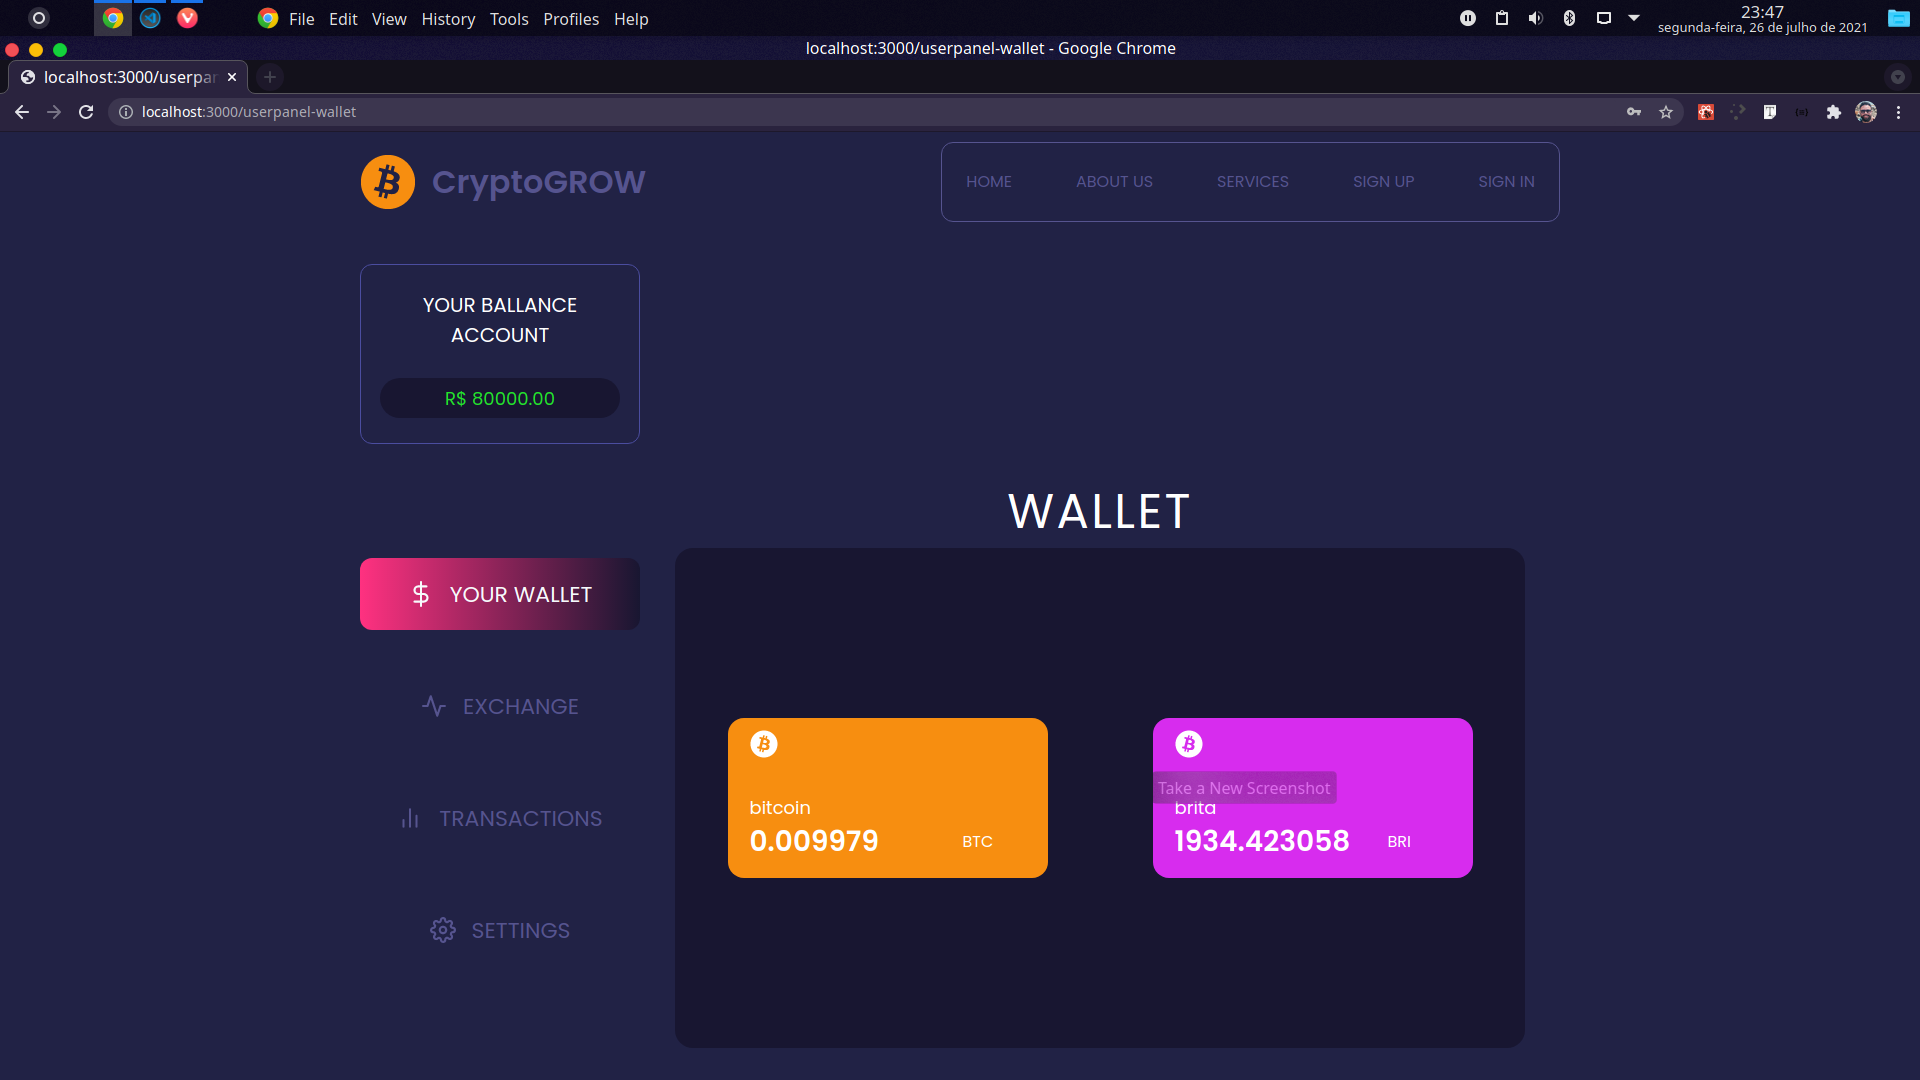 File Edit View History Tools Profiles Help
23:47
segunda-feira, 26 de julho de 2021
localhost:3000/userpanel-wallet - Google Chrome
localhost:3000/userpar
localhost:3000/userpanel-wallet
CryptoGROW
HOME ABOUT US SERVICES SIGN UP SIGN IN
YOUR BALLANCE
ACCOUNT
R$ 80000.00
WALLET
YOUR WALLET
EXCHANGE
TRANSACTIONS
SETTINGS
bitcoin
0.009979 BTC
Take a New Screenshot
brita
1934.423058 BRI